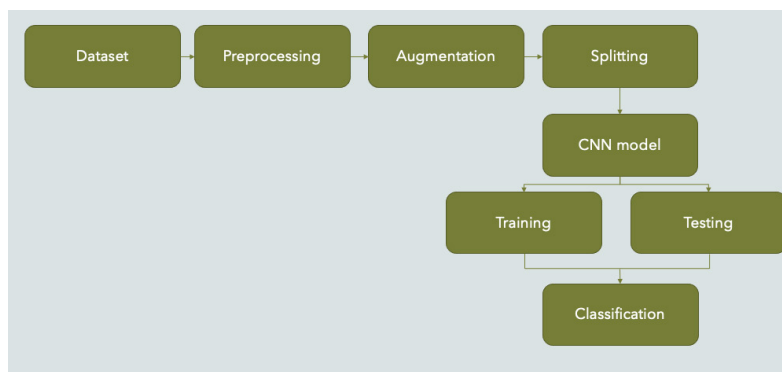 Dataset
Preprocessing
Augmentation
Splitting
CNN model
Training
Testing
Classification